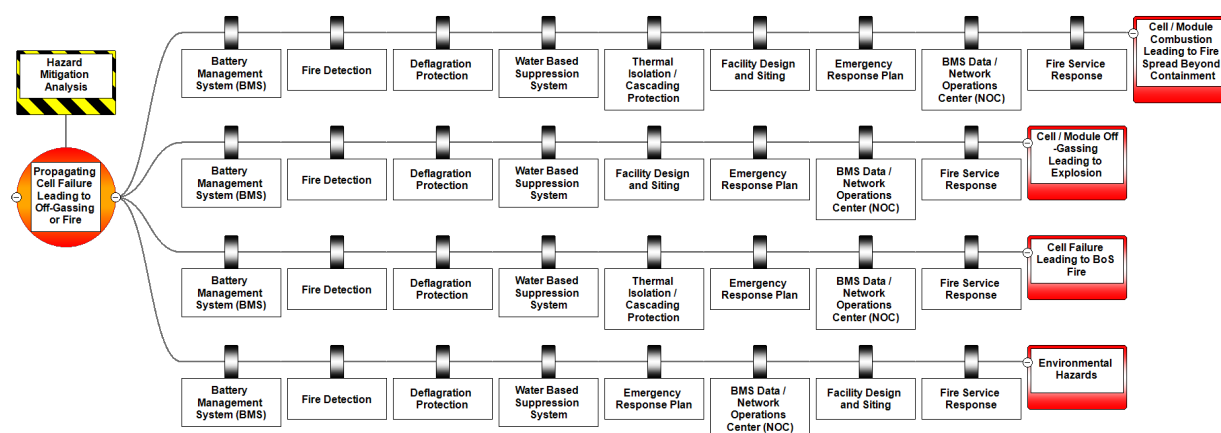 Hazard
Mitigation
Analysis
Propagating
Cell Failure
Leading to
Off-Gassing
or Fire
Battery
Management
System (BMS)
Fire Detection
Deflagration
Protection
Water Based
Suppression
System
Thermal
Isolation /
Cascading
Protection
Facility Design
and Siting
Emergency
Response Plan
BMS Data /
Network
Operations
Center (NOC)
Fire Service
Response
Cell / Module
Combustion
Leading to Fire
Spread Beyond
Containment
Battery
Management
System (BMS)
Fire Detection
Deflagration
Protection
Water Based
Suppression
System
Facility Design
and Siting
Emergency
Response Plan
BMS Data /
Network
Operations
Center (NOC)
Fire Service
Response
Cell / Module Off
-Gassing
Leading to
Explosion
Battery
Management
System (BMS)
Fire Detection
Deflagration
Protection
Water Based
Suppression
System
Thermal
Isolation /
Cascading
Protection
Emergency
Response Plan
BMS Data /
Network
Operations
Center (NOC)
Fire Service
Response
Cell Failure
Leading to BoS
Fire
Battery
Management
System (BMS)
Fire Detection
Deflagration
Protection
Water Based
Suppression
System
Emergency
Response Plan
BMS Data /
Network
Operations
Center (NOC)
Facility Design
and Siting
Fire Service
Response
Environmental
Hazards